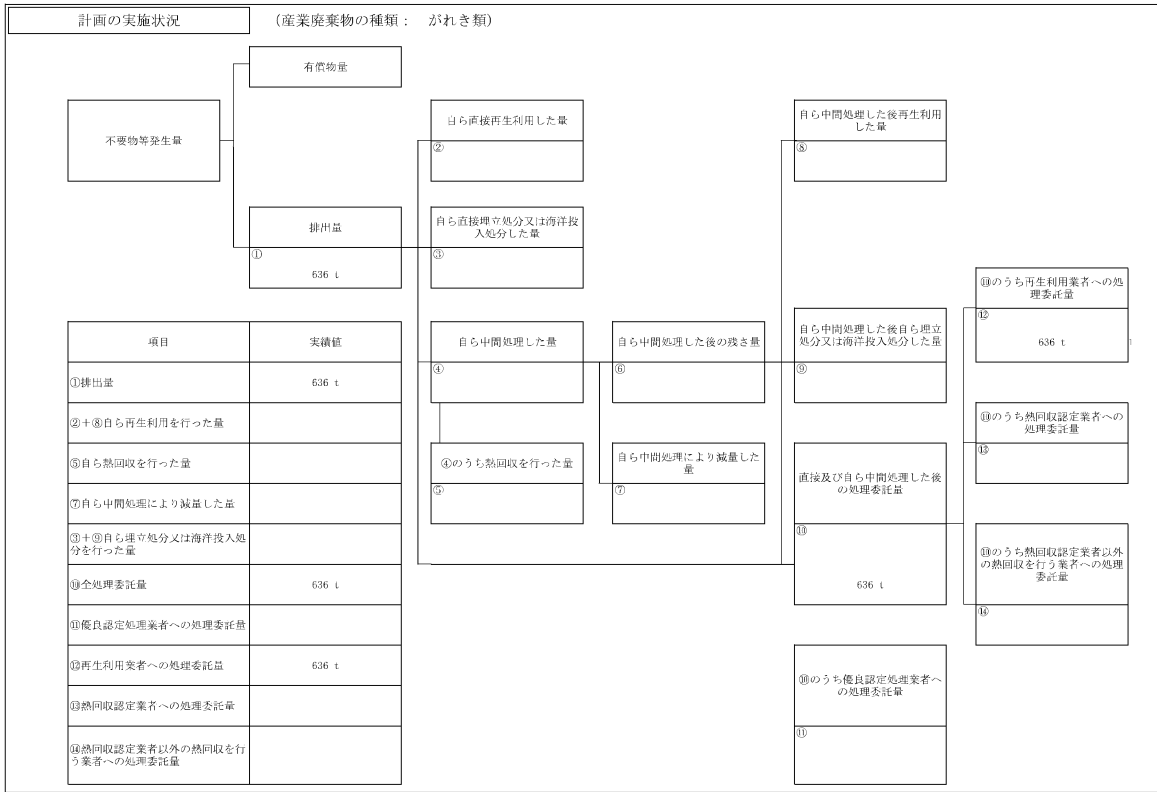 計画の実施状況
(産業廃棄物の種類： がれき類)
有償物量
不要物等発生量
自ら直接再生利用した量
②
自ら中間処理した後再生利用
した量
⑧
排出量
①
636 t
自ら直接埋立処分又は海洋投
入処分した量
③
⑩のうち再生利用業者への処
理委託量
⑫
636 t
項目
実績値
①排出量
636 t
②＋⑧自ら再生利用を行った量
⑤自ら熱回収を行った量
⑦自ら中間処理により減量した量
③＋⑨自ら埋立処分又は海洋投入処
分を行った量
⑩全処理委託量
636 t
⑪優良認定処理業者への処理委託量
⑫再生利用業者への処理委託量
636 t
⑬熱回収認定業者への処理委託量
⑭熱回収認定業者以外の熱回収を行
う業者への処理委託量
自ら中間処理した量
④
自ら中間処理した後の残さ量
⑥
自ら中間処理した後自ら埋立
処分又は海洋投入処分した量
⑨
④のうち熱回収を行った量
⑤
自ら中間処理により減量した
量
⑦
直接及び自ら中間処理した後
の処理委託量
⑩
636 t
⑩のうち熱回収認定業者への
処理委託量
⑬
⑩のうち熱回収認定業者以外
の熱回収を行う業者への処理
委託量
⑭
⑩のうち優良認定処理業者へ
の処理委託量
⑪